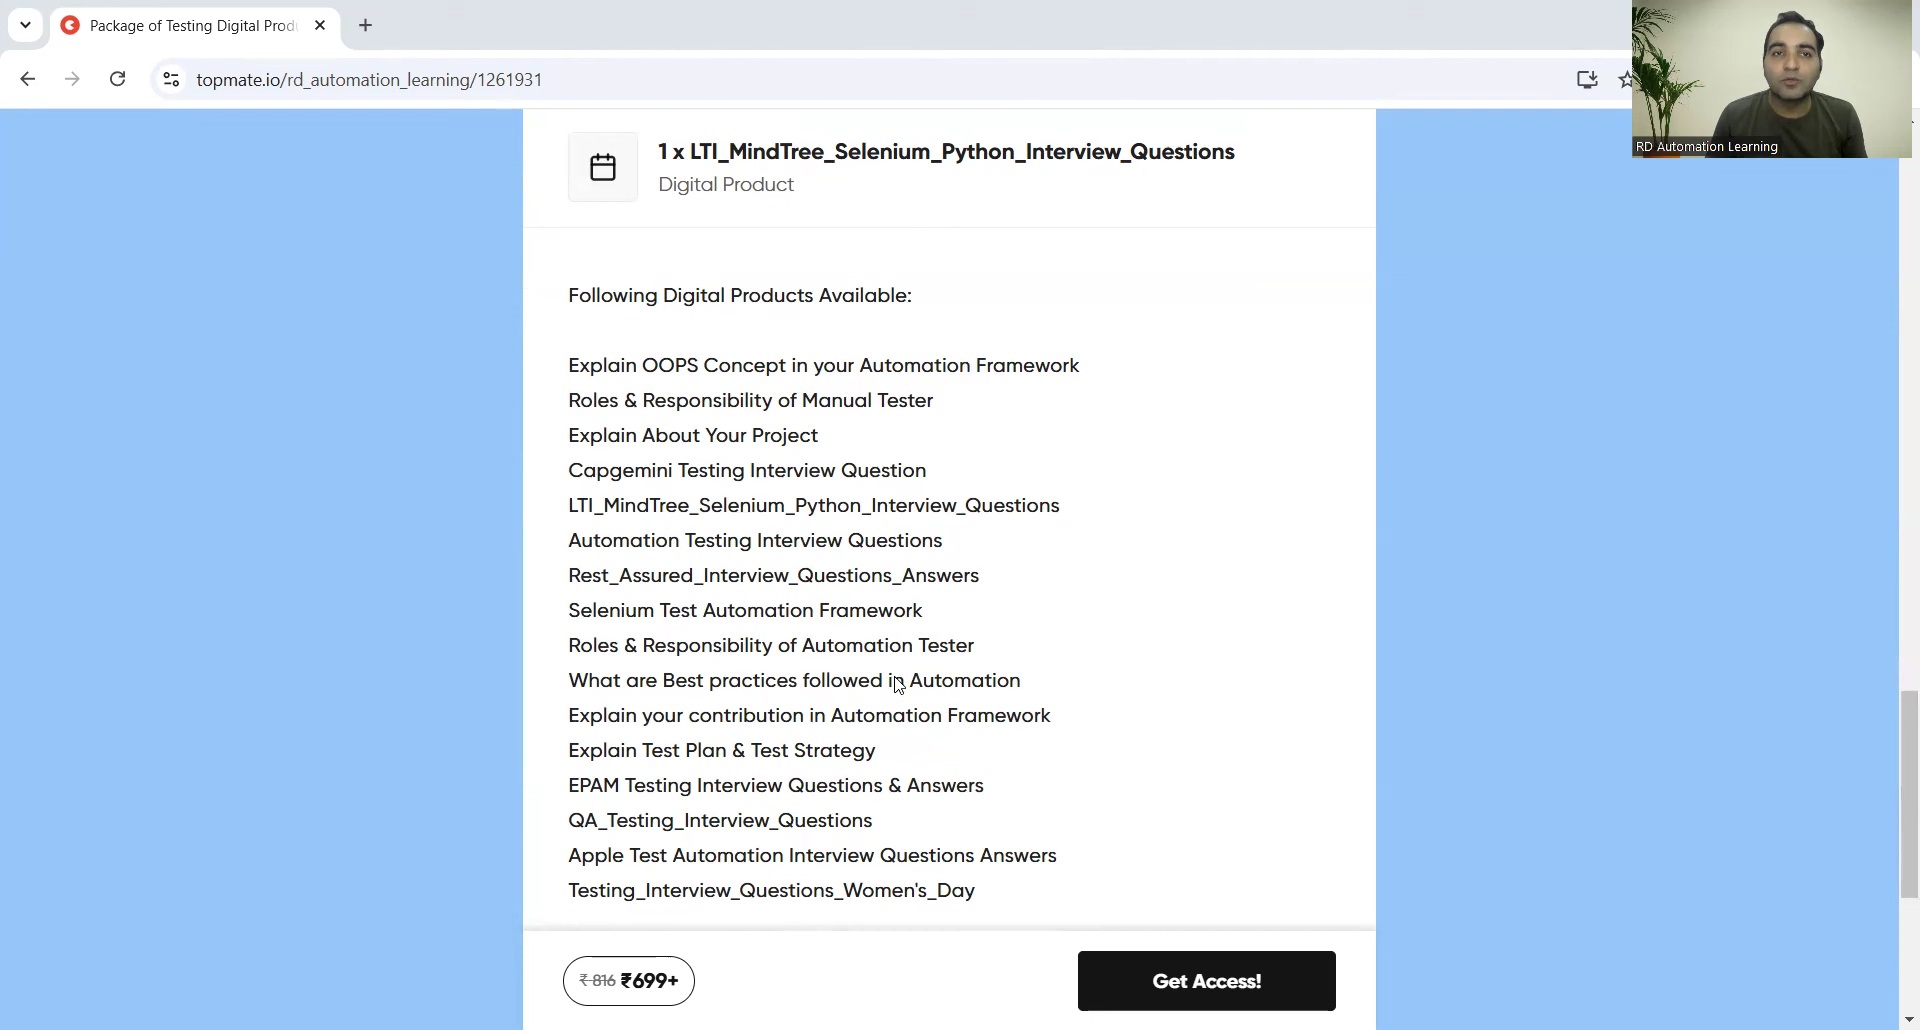 Package of Testing Digital Prod
topmate.io/rd_automation_learning/1261931
RD Automation Learning
1 x LTI_MindTree_Selenium_Python_Interview_Questions
Digital Product
Following Digital Products Available:
Explain OOPS Concept in your Automation Framework
Roles & Responsibility of Manual Tester
Explain About Your Project
Capgemini Testing Interview Question
LTI_MindTree_Selenium_Python_Interview_Questions
Automation Testing Interview Questions
Rest_Assured_Interview_Questions_Answers
Selenium Test Automation Framework
Roles & Responsibility of Automation Tester
What are Best practices followed in Automation
Explain your contribution in Automation Framework
Explain Test Plan & Test Strategy
EPAM Testing Interview Questions & Answers
QA_Testing_Interview_Questions
Apple Test Automation Interview Questions Answers
Testing_Interview_Questions_Women's_Day
₹816 ₹699+
Get Access!